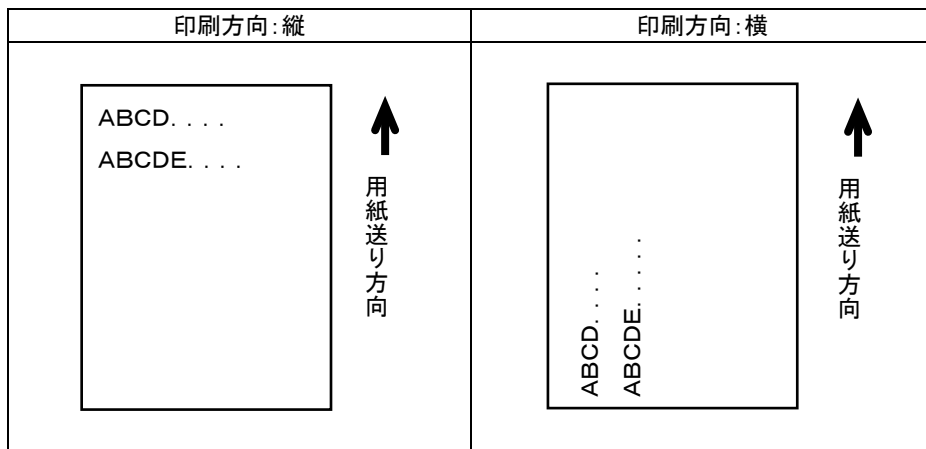 印刷方向:縦
印刷方向:横
ABCD. . . .
ABCDE. . . .
用紙送り方向
ABCD. . . .
ABCDE. . . . .
用紙送り方向